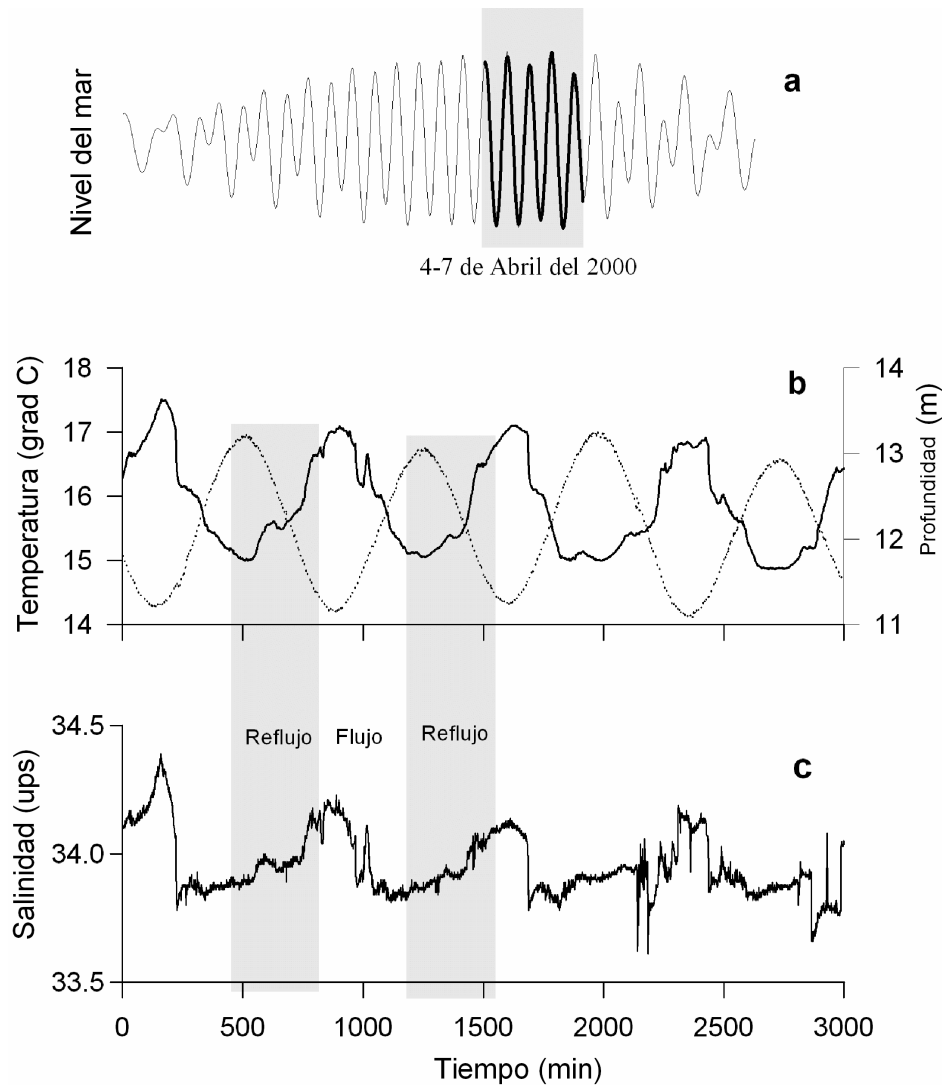 a
Nivel del mar
4-7 de Abril del 2000
b
Temperatura (grad C)
18
17
16
15
14
Profundidad (m)
14
13
12
11
c
Salinidad (ups)
34.5
34.0
33.5
Reflujo
Flujo
Reflujo
0 500 1000 1500 2000 2500 3000
Tiempo (min)